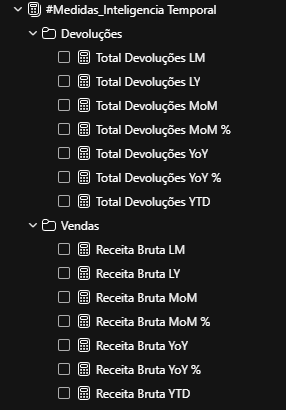 #Medidas_Inteligencia Temporal
Devoluções
Total Devoluções LM
Total Devoluções LY
Total Devoluções MoM
Total Devoluções MoM %
Total Devoluções YoY
Total Devoluções YoY %
Total Devoluções YTD
Vendas
Receita Bruta LM
Receita Bruta LY
Receita Bruta MoM
Receita Bruta MoM %
Receita Bruta YoY
Receita Bruta YoY %
Receita Bruta YTD